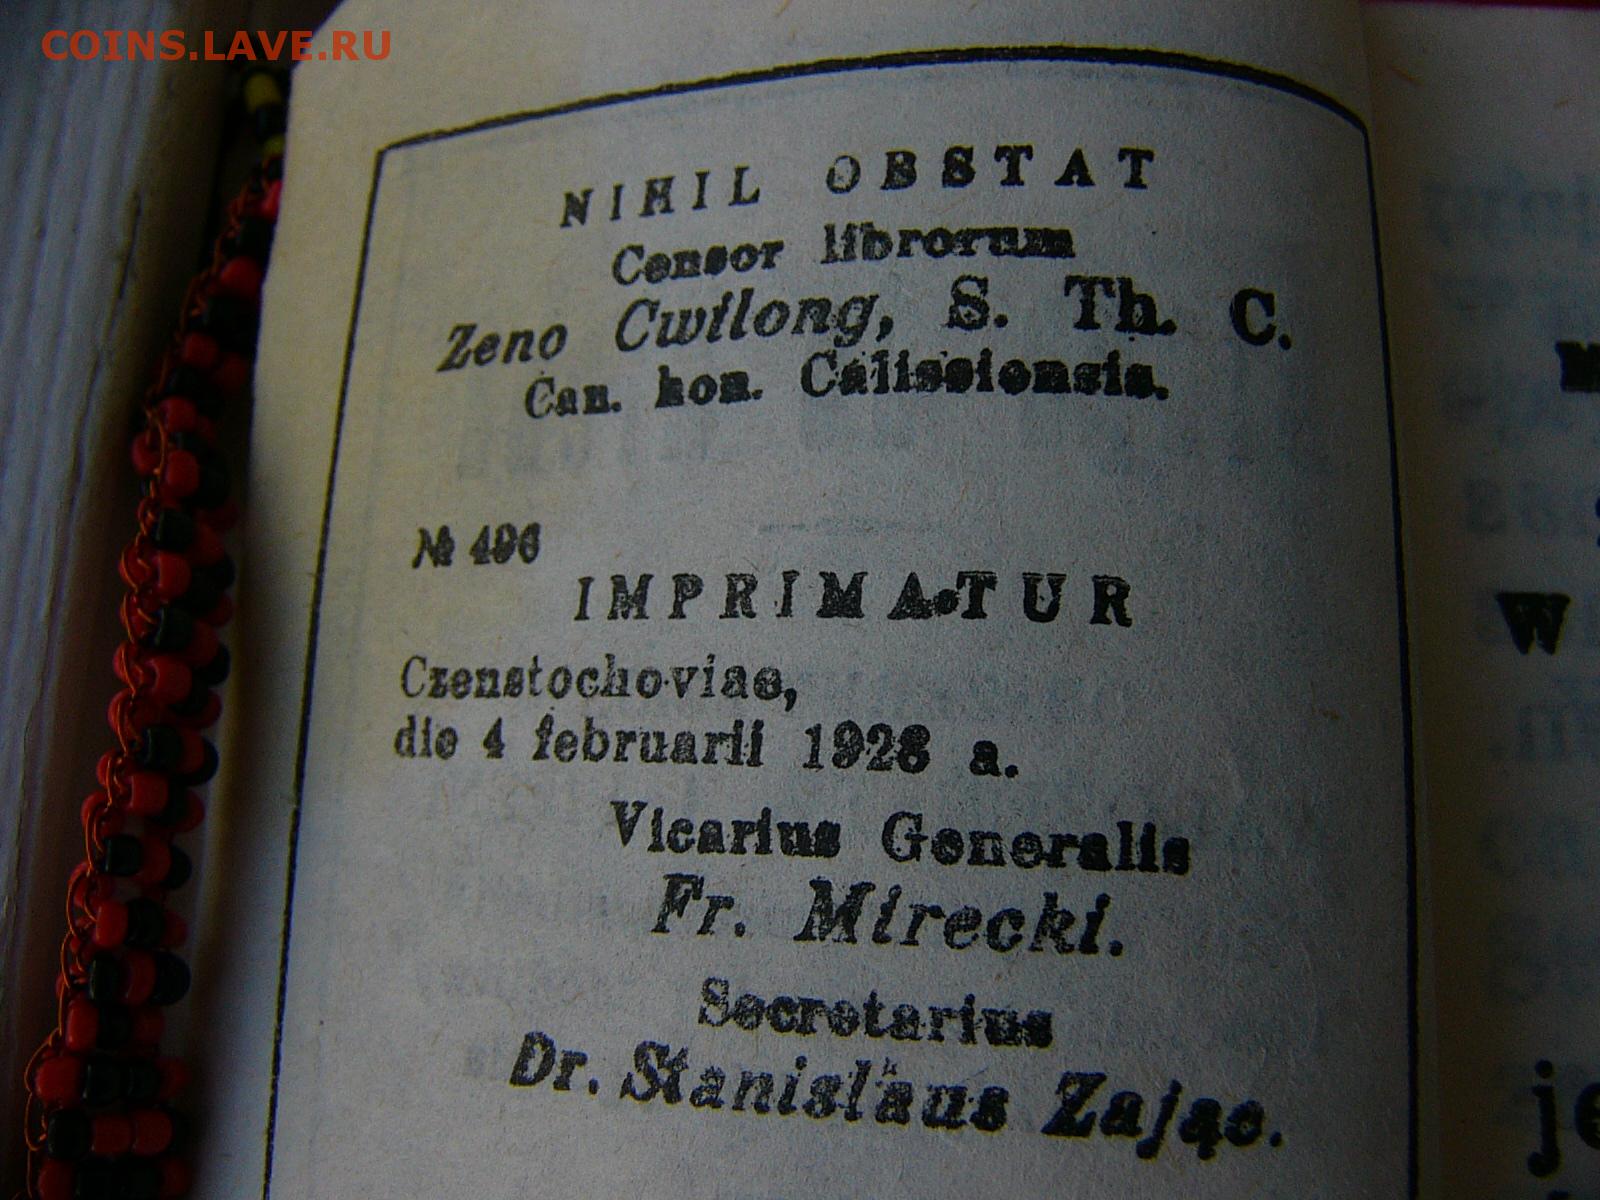 COINS.LAVE.RU
NIHIL OBSTAT
Censor librorum
Zeno Cwilong, S. Th. C.
Can. hon. Calissiensis.
№ 496
IMPRIMATUR
Czenstochoviae,
die 4 februarii 1928 a.
Vicarius Generalis
Fr. Mirecki.
Secretarius
Dr. Stanislaus Zając.
W